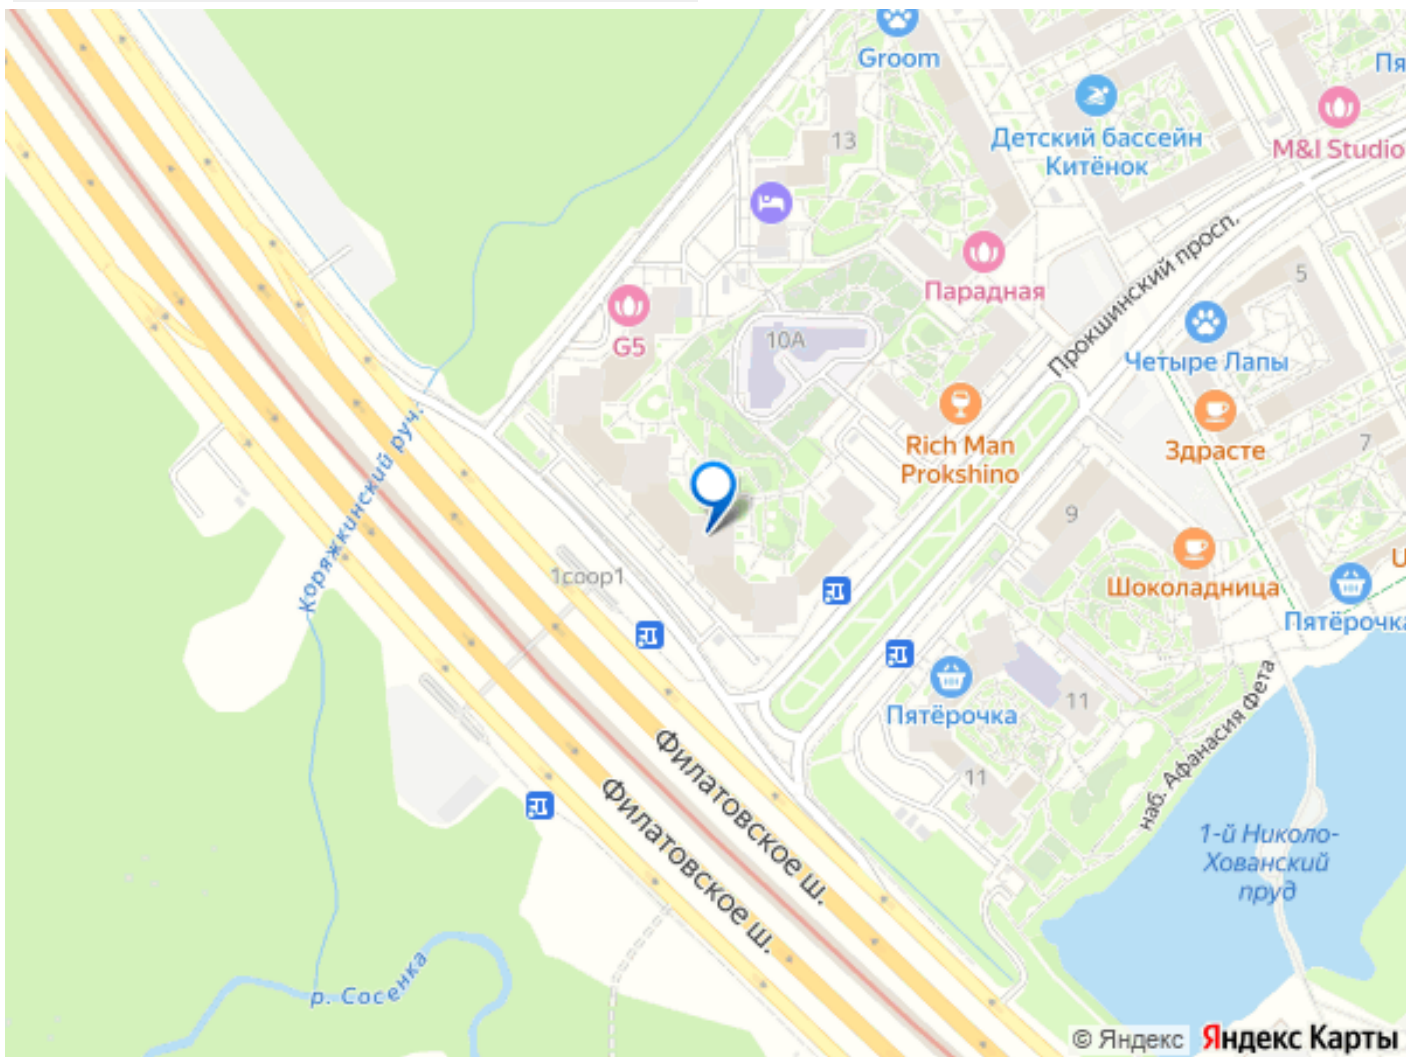 Groom
Пя
Детский бассейн
Китёнок
M&I Studio
13
Прокшинский просп.
Парадная
5
G5
10А
Четыре Лапы
Rich Man
Prokshino
Здрасте
7
Коряжкинский руч.
9
1соор1
Шоколадница
U
Пятёрочка
Пятёрочка
11
11
наб. Афанасия Фета
Филатовское ш.
Филатовское ш.
1-й Николо-
Хованский
пруд
р. Сосенка
© Яндекс Яндекс Карты